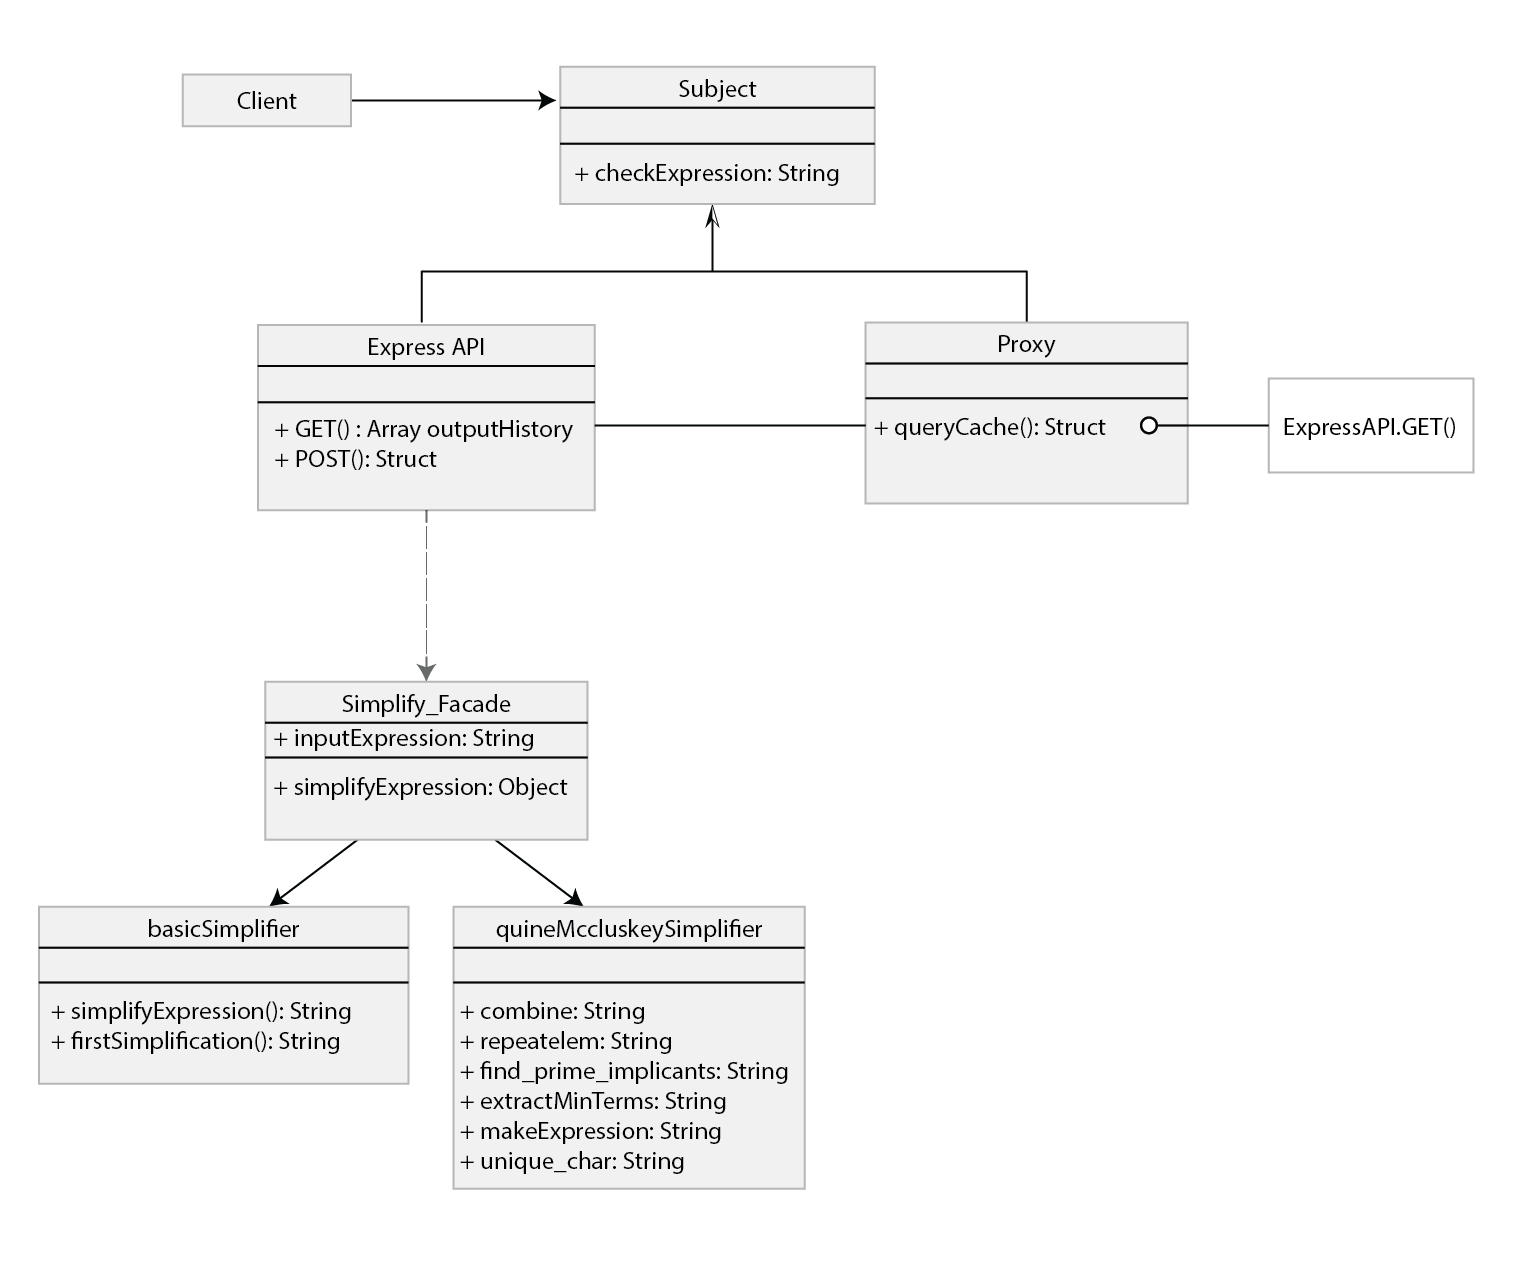 Client
Subject
+ checkExpression: String
Express API
+ GET() : Array outputHistory
+ POST(): Struct
Proxy
+ queryCache(): Struct
ExpressAPI.GET()
Simplify_Facade
+ inputExpression: String
+ simplifyExpression: Object
basicSimplifier
+ simplifyExpression(): String
+ firstSimplification(): String
quineMccluskeySimplifier
+ combine: String
+ repeatelem: String
+ find_prime_implicants: String
+ extractMinTerms: String
+ makeExpression: String
+ unique_char: String